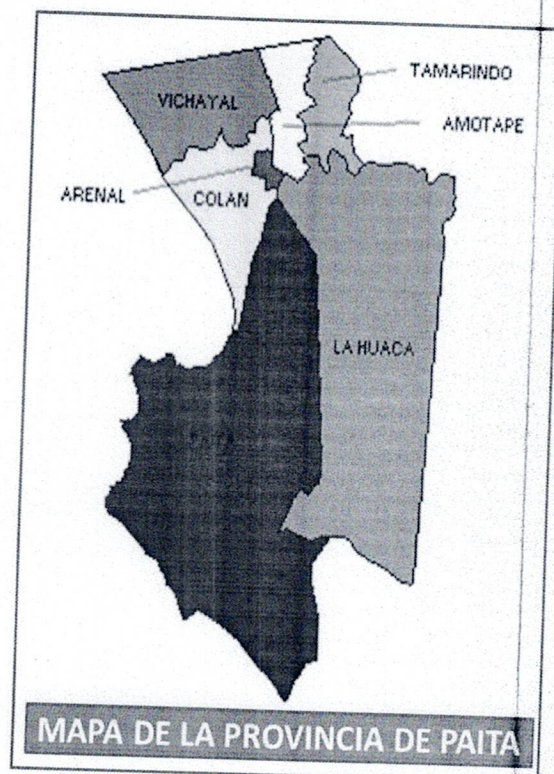 TAMARINDO
VICHAYAL
AMOTAPE
ARENAL
COLAN
LA HUACA
MAPA DE LA PROVINCIA DE PAITA